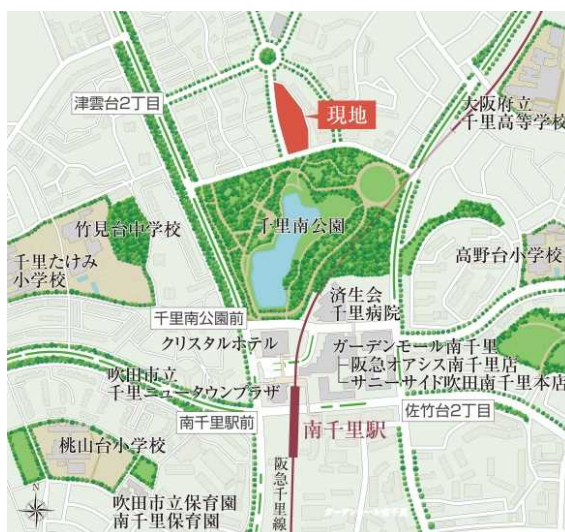 津雲台2丁目
現地
大阪府立
千里高等学校
竹見台中学校
千里南公園
千里たけみ
小学校
高野台小学校
済生会
千里病院
千里南公園前
クリスタルホテル
ガーデンモール南千里
阪急オアシス南千里店
サニーサイド吹田南千里本店
吹田市立
千里ニュータウンプラザ
佐竹台2丁目
南千里駅前
南千里駅
桃山台小学校
阪急千里線
N
吹田市立保育園
南千里保育園